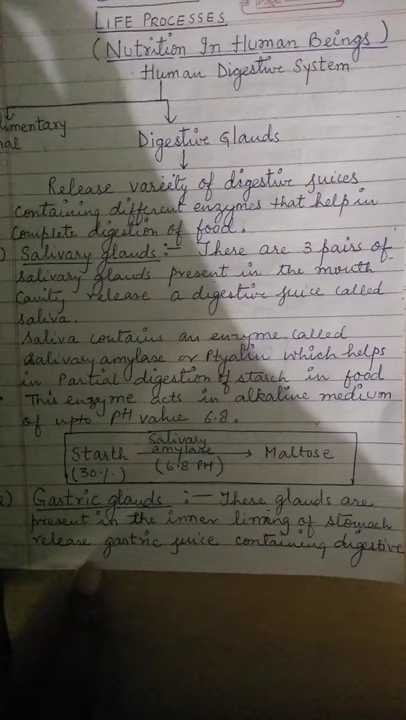 LIFE PROCESSES
(Nutrition In Human Beings)
Human Digestive System
imentary
nal
Digestive Glands
Release variety of digestive juices
containing different enzymes that help in
complete digestion of food.
) Salivary glands :- There are 3 pairs of
salivary glands present in the mouth
cavity release a digestive juice called
saliva.
Saliva contains an enzyme called
salivary amylase or Ptyalin which helps
in Partial digestion of starch in food
This enzyme acts in alkaline medium
of upto PH value 6.8.
Starch Salivary amylase → Maltose
(30%) (6.8 PH)
2) Gastric glands :- These glands are
present in the inner lining of stomach
release gastric juice containing digestive